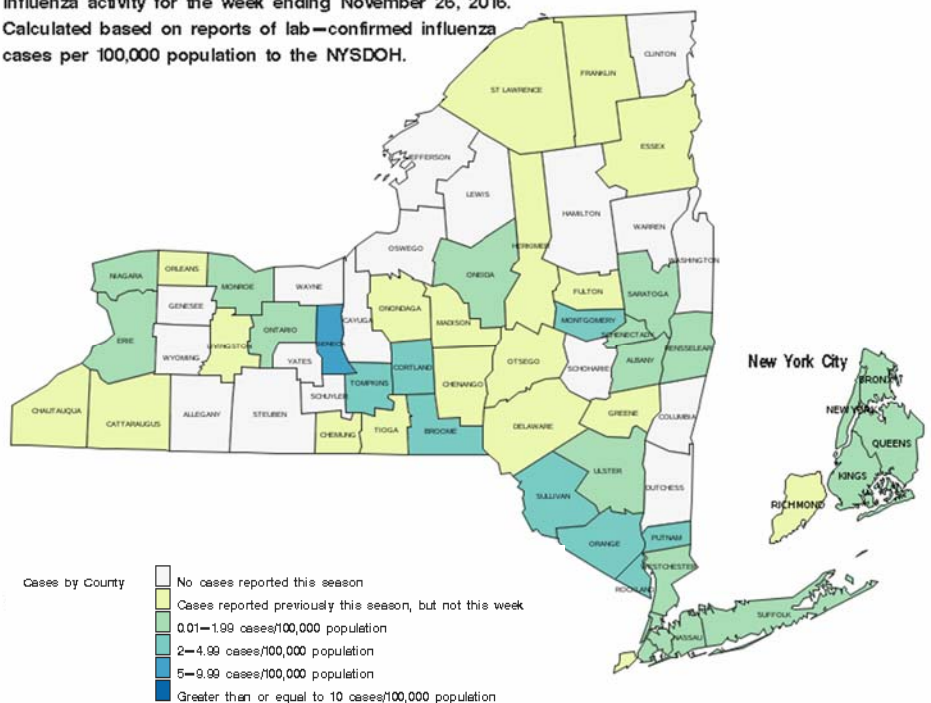 Influenza activity for the week ending November 26, 2016.
Calculated based on reports of lab-confirmed influenza
cases per 100,000 population to the NYSDOH.
CLINTON
FRANKLIN
ST LAWRENCE
ESSEX
JEFFERSON
LEWIS
HAMILTON
WARREN
OSWEGO
HERKIMER
WASHINGTON
ONEIDA
NIAGARA
ORLEANS
MONROE
WAYNE
FULTON
SARATOGA
GENESEE
ONONDAGA
CAYUGA
MADISON
MONTGOMERY
ONTARIO
SCHENECTADY
ERIE
LIVINGSTON
SENECA
RENSSELEAR
WYOMING
YATES
OTSEGO
ALBANY
SCHOHARIE
CORTLAND
New York City
TOMPKINS
CHENANGO
BRONX
SCHUYLER
CHAUTAUQUA
CATTARAUGUS
ALLEGANY
STEUBEN
GREENE
COLUMBIA
NEW YORK
DELAWARE
CHEMUNG
TIOGA
BROOME
QUEENS
ULSTER
KINGS
SULLIVAN
DUTCHESS
RICHMOND
ORANGE
PUTNAM
WESTCHESTER
ROCKLAND
SUFFOLK
NASSAU
Cases by County
No cases reported this season
Cases reported previously this season, but not this week
0.01-1.99 cases/100,000 population
2-4.99 cases/100,000 population
5-9.99 cases/100,000 population
Greater than or equal to 10 cases/100,000 population